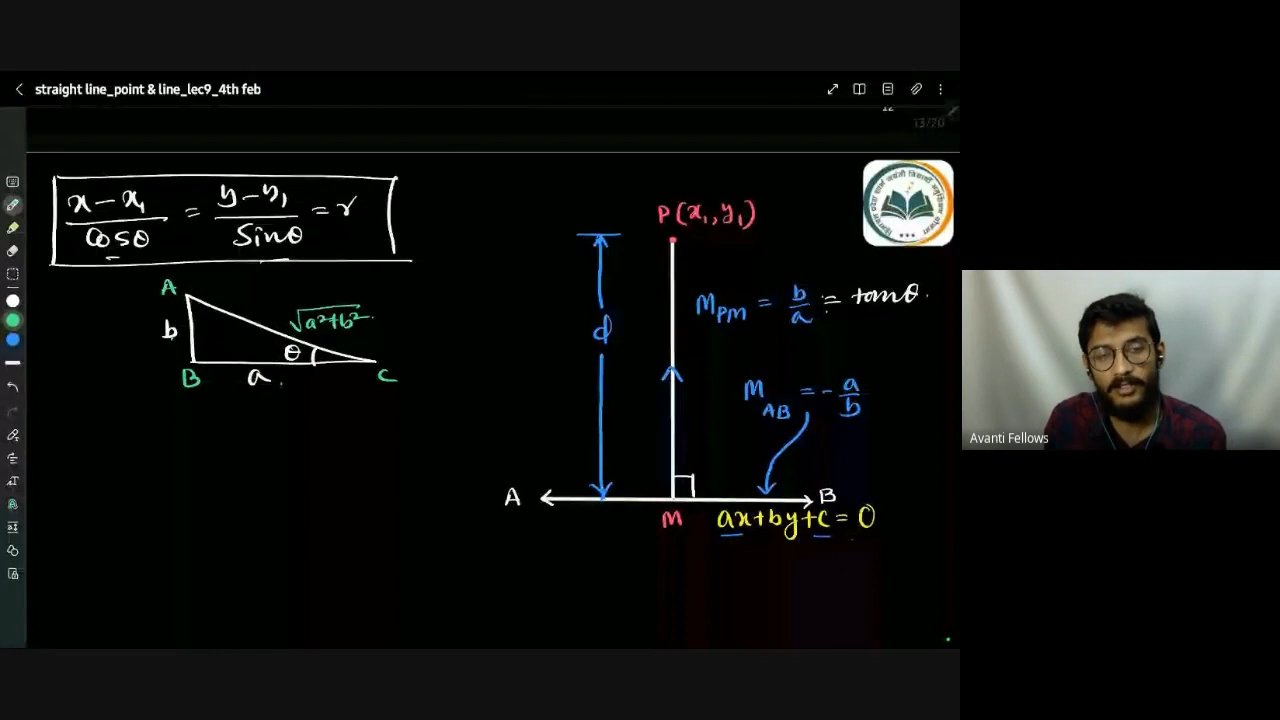 straight line_point & line_lec9_4th feb
13/20
x - x₁ / cosθ = y - y₁ / sinθ = r
P(x₁, y₁)
A
b
√a²+b²
θ
B
a
C
d
M_PM = b/a = tanθ
M_AB = - a/b
A
B
M
ax+by+c = 0
Avanti Fellows